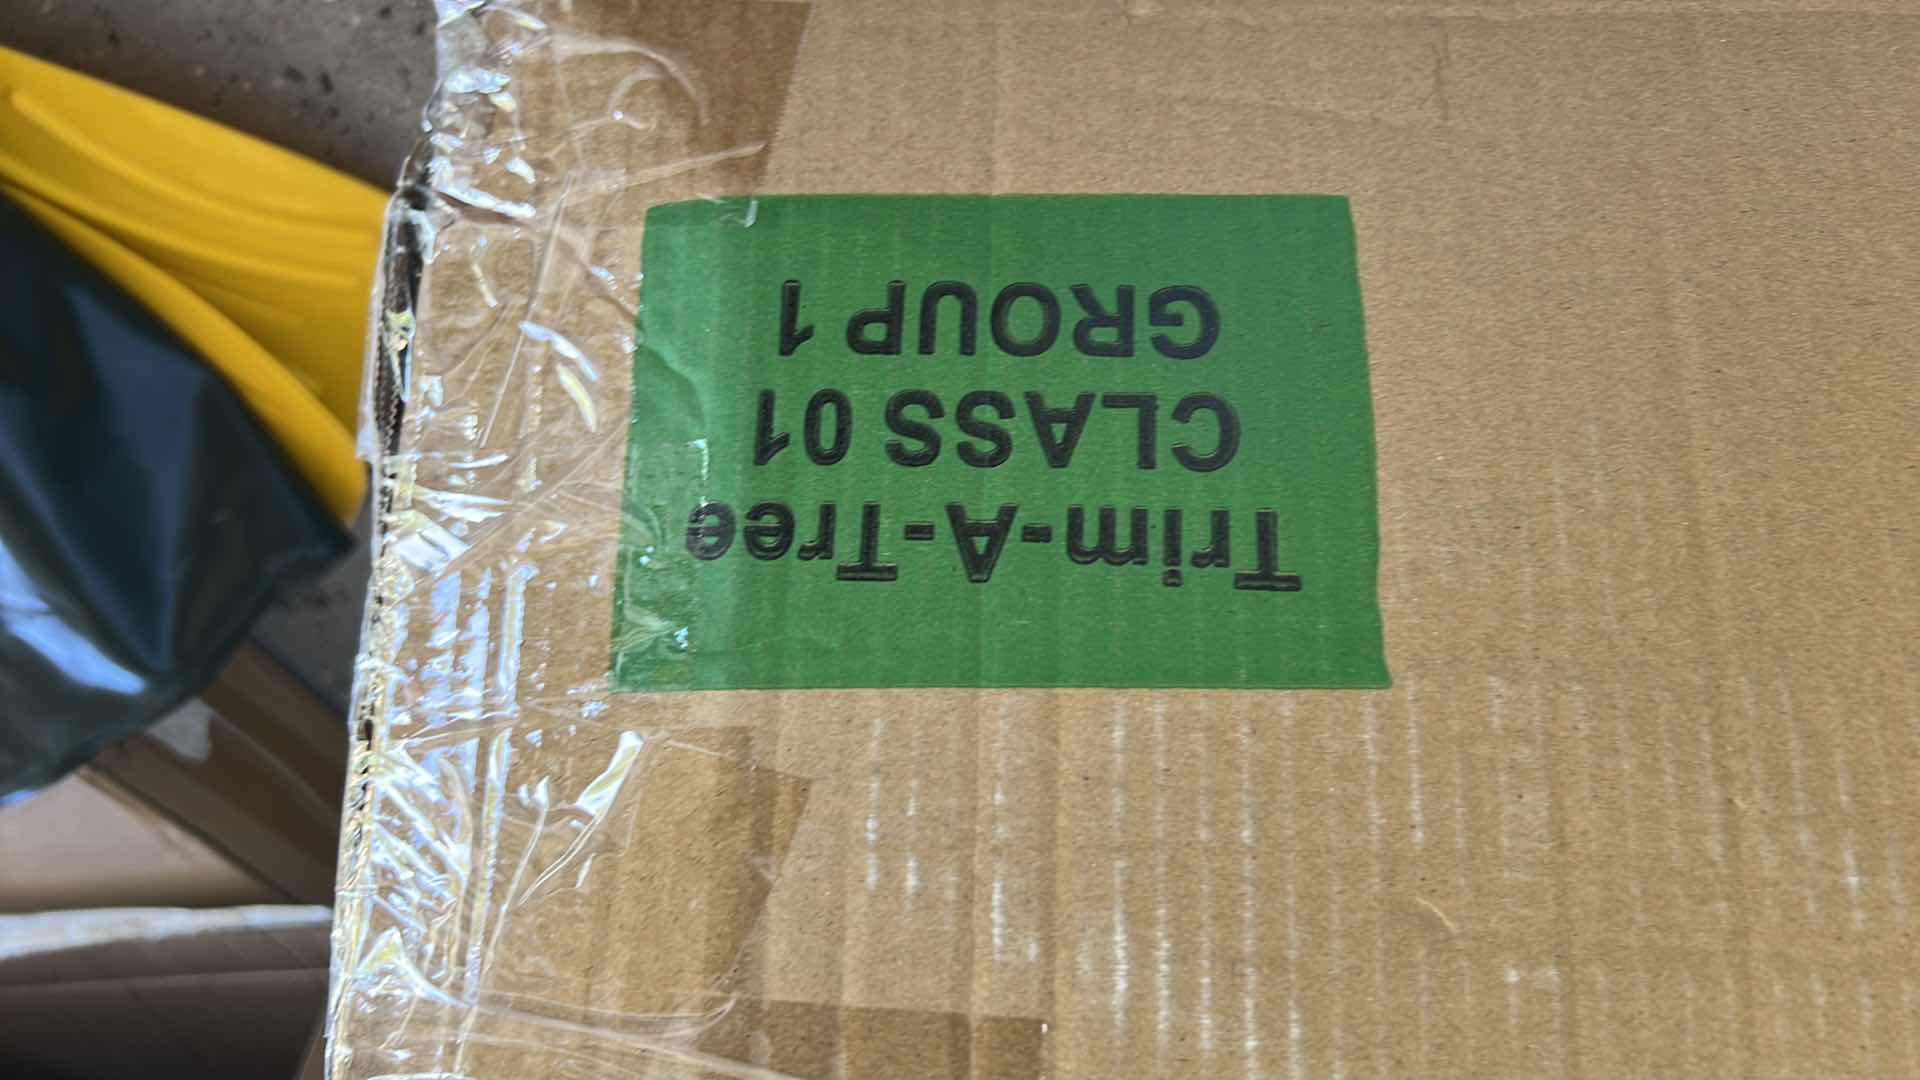 Trim-A-Tree
CLASS 01
GROUP 1